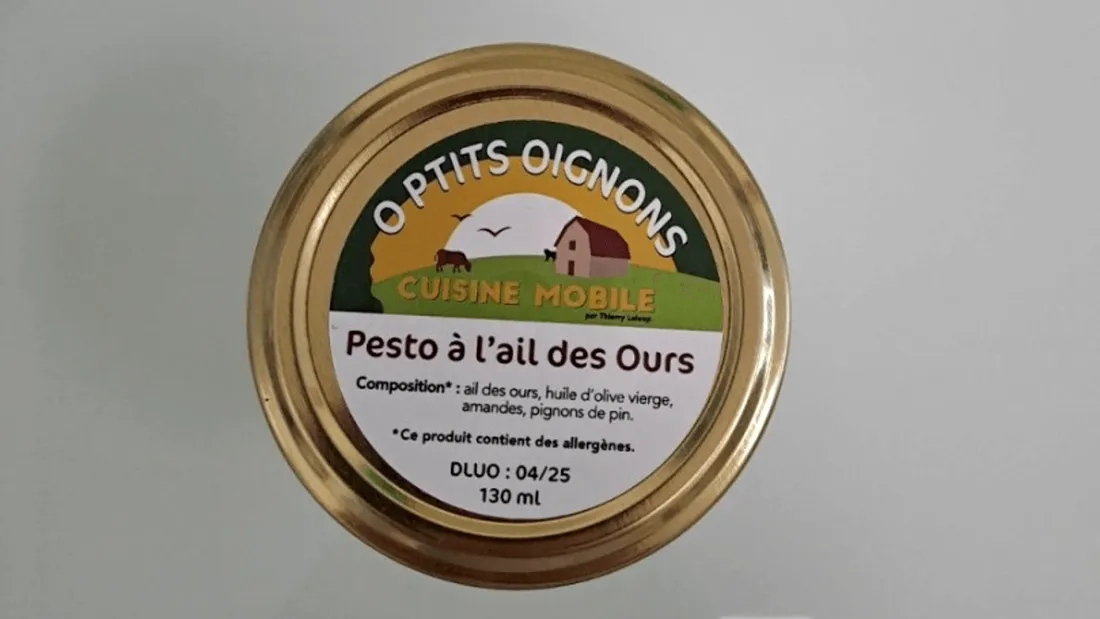 O PTITS OIGNONS
CUISINE MOBILE
par Thierry
Pesto à l'ail des Ours
Composition* : ail des ours, huile d'olive vierge,
amandes, pignons de pin.
*Ce produit contient des allergènes.
DLUO : 04/25
130 ml